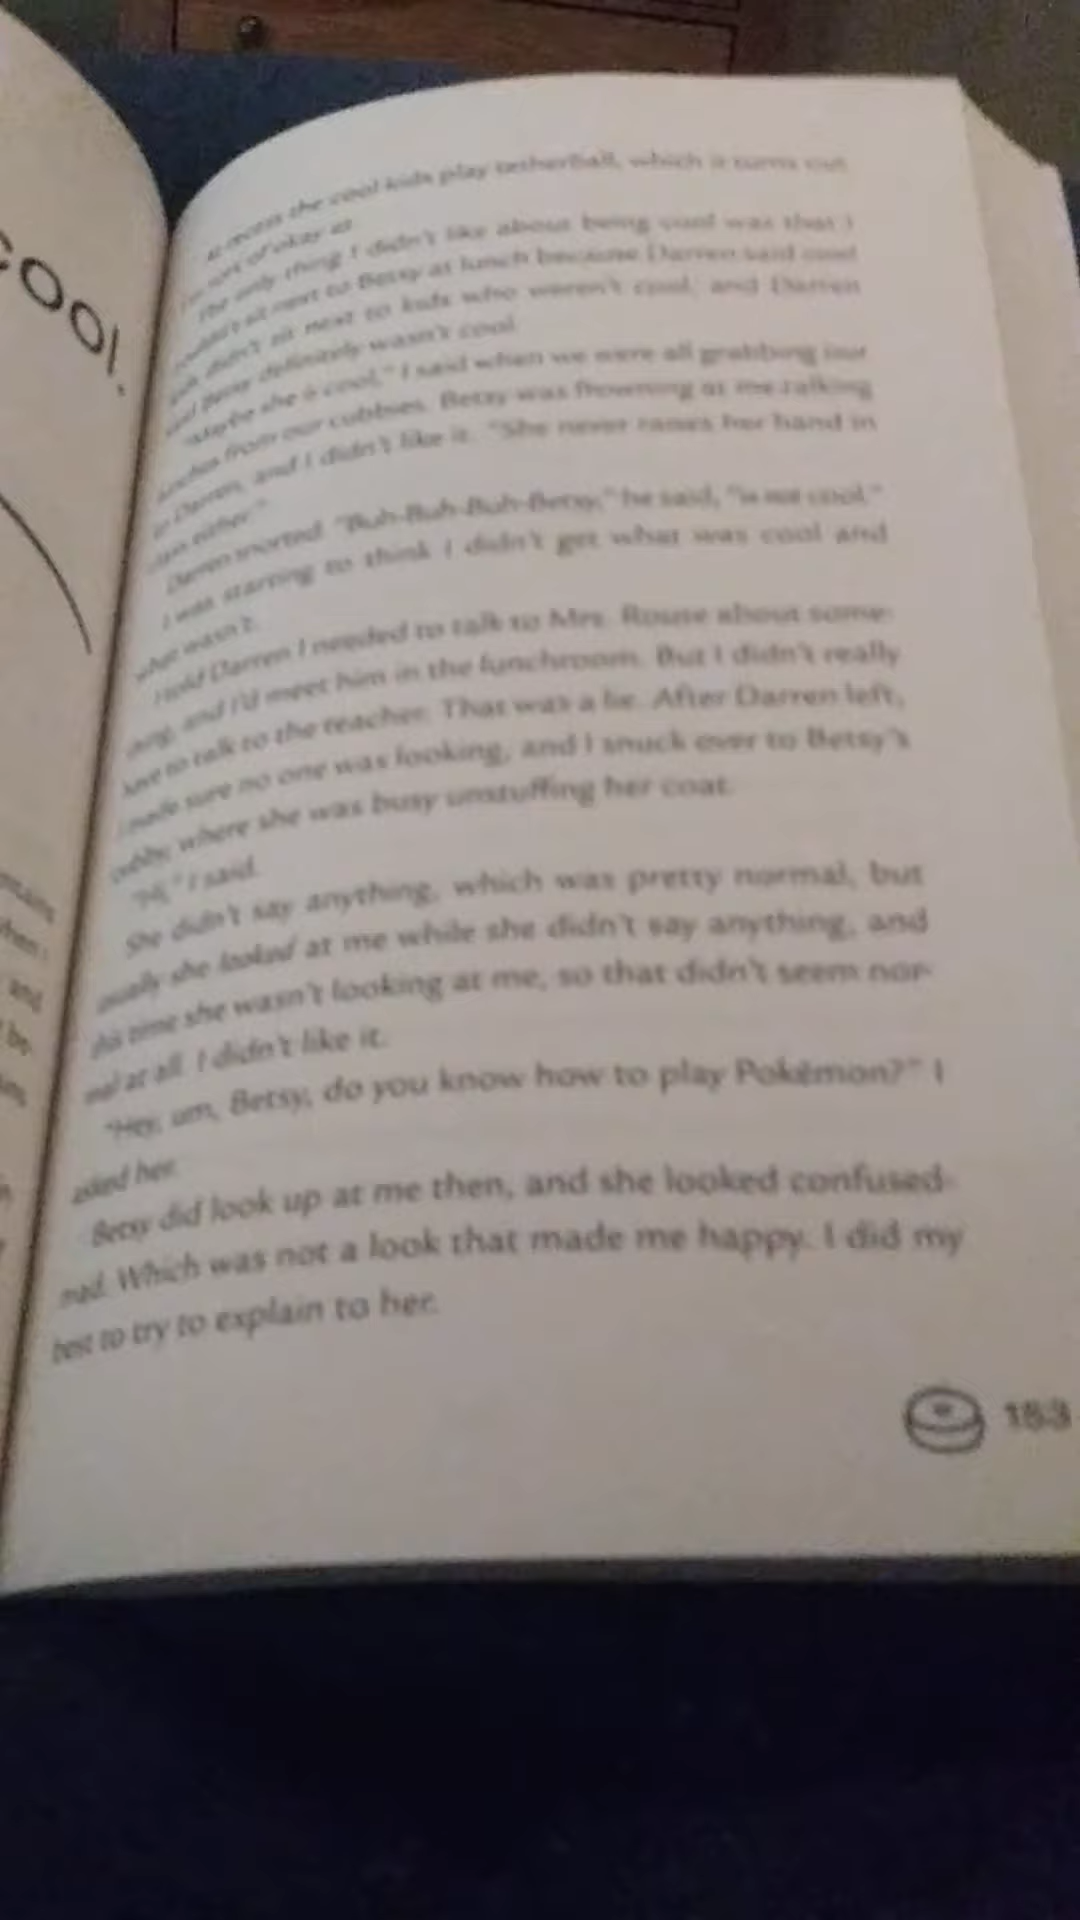 cool.
At recess the cool kids play tetherball, which it turns out
I'm sort of okay at.
The only thing I didn't like about being cool was that I
couldn't sit next to Betsy at lunch because Darren said cool
kids didn't sit next to kids who weren't cool, and Darren
said Betsy definitely wasn't cool.
"Maybe she is cool," I said when we were all grabbing our
lunches from our cubbies. Betsy was frowning at me talking
to Darren, and I didn't like it. "She never raises her hand in
class either."
Darren snorted. "Buh-Buh-Buh-Betsy," he said, "is not cool."
I was starting to think I didn't get what was cool and
what wasn't.
I told Darren I needed to talk to Mrs. Rouse about some-
thing, and I'd meet him in the lunchroom. But I didn't really
have to talk to the teacher. That was a lie. After Darren left,
I made sure no one was looking, and I snuck over to Betsy's
cubby, where she was busy unstuffing her coat.
"Hi," I said.
She didn't say anything, which was pretty normal, but
usually she looked at me while she didn't say anything, and
this time she wasn't looking at me, so that didn't seem nor-
mal at all. I didn't like it.
"Hey, um, Betsy, do you know how to play Pokémon?" I
asked her.
Betsy did look up at me then, and she looked confused-
mad. Which was not a look that made me happy. I did my
best to try to explain to her.
183